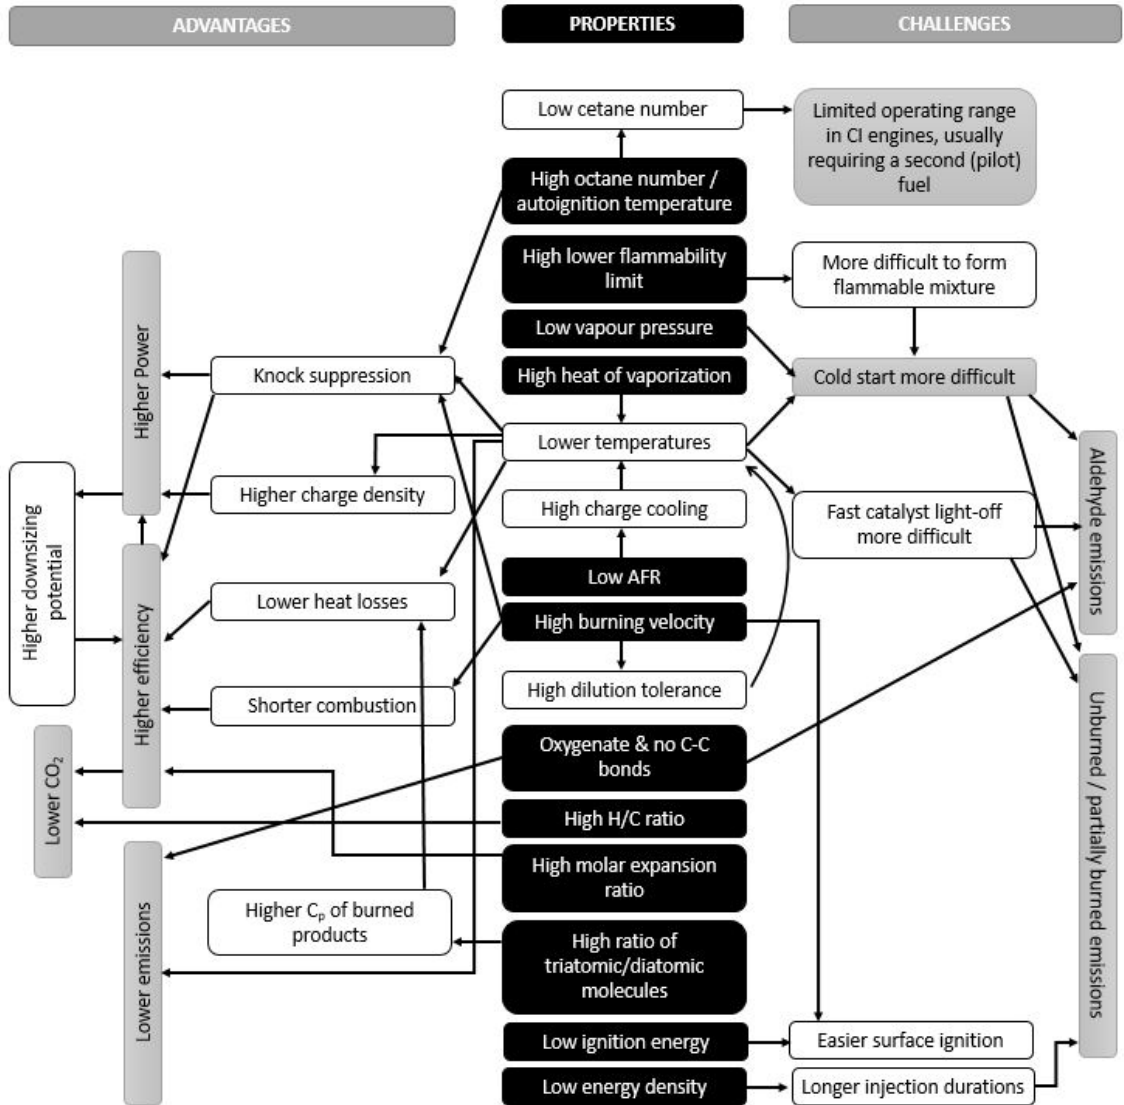 ADVANTAGES
PROPERTIES
CHALLENGES
Low cetane number
Limited operating range
in CI engines, usually
requiring a second (pilot)
fuel
High octane number /
autoignition temperature
High lower flammability
limit
More difficult to form
flammable mixture
Low vapour pressure
Higher Power
Knock suppression
High heat of vaporization
Cold start more difficult
Lower temperatures
Higher downsizing
potential
Higher charge density
High charge cooling
Fast catalyst light-off
more difficult
Aldehyde emissions
Low AFR
Higher efficiency
Lower heat losses
High burning velocity
Shorter combustion
High dilution tolerance
Oxygenate & no C-C
bonds
Lower CO₂
High H/C ratio
High molar expansion
ratio
Unburned / partially burned emissions
Lower emissions
Higher Cₚ of burned
products
High ratio of
triatomic/diatomic
molecules
Low ignition energy
Easier surface ignition
Low energy density
Longer injection durations